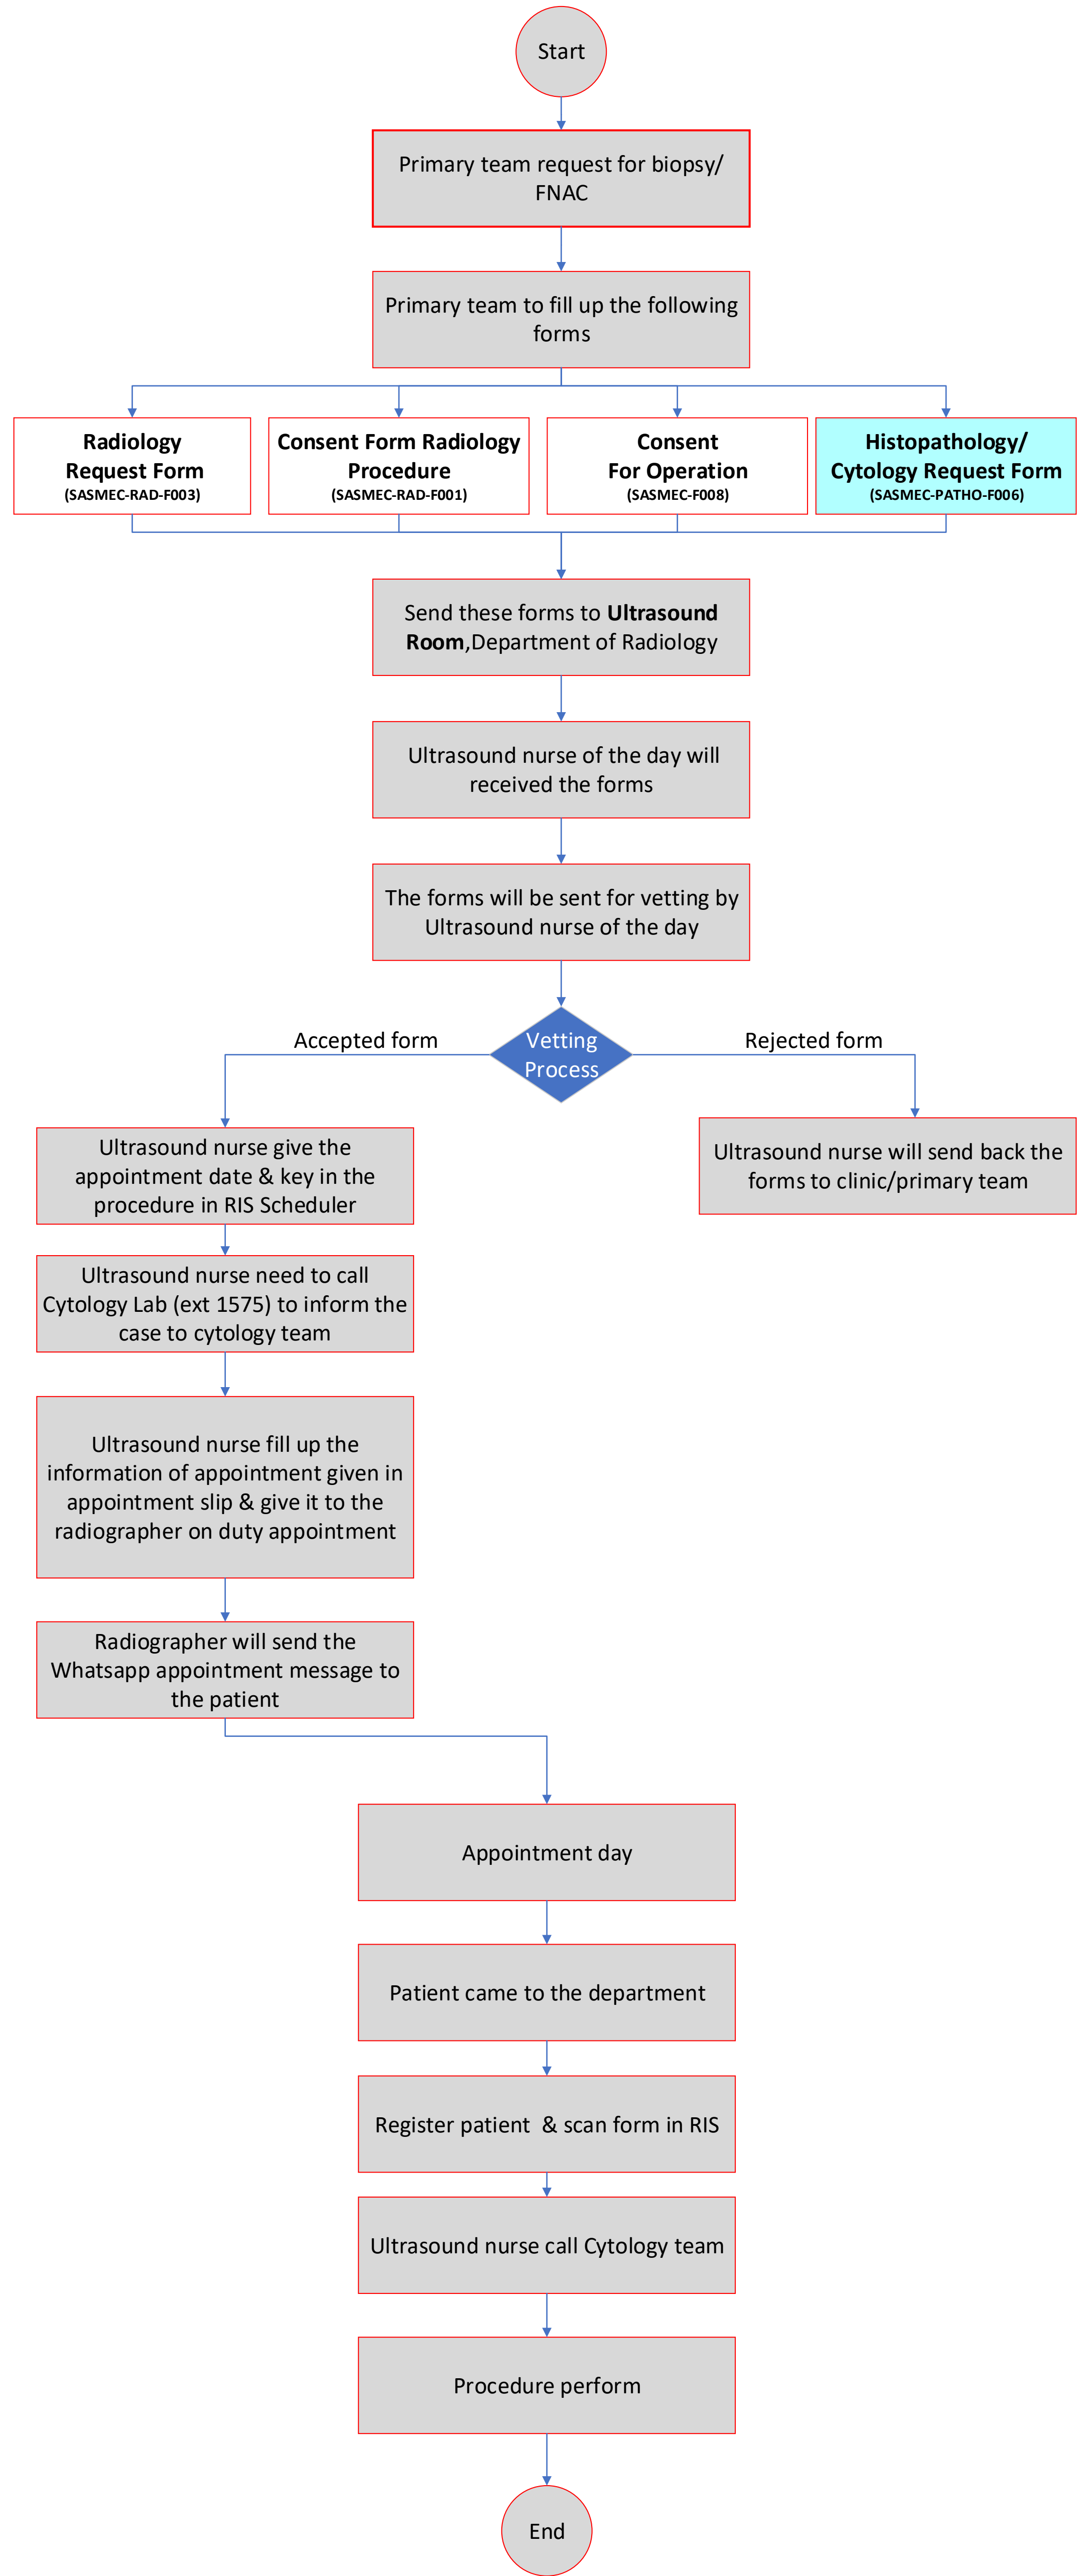 Start
Primary team request for biopsy/
FNAC
Primary team to fill up the following
forms
Radiology
Request Form
(SASMEC-RAD-F003)
Consent Form Radiology
Procedure
(SASMEC-RAD-F001)
Consent
For Operation
(SASMEC-F008)
Histopathology/
Cytology Request Form
(SASMEC-PATHO-F006)
Send these forms to Ultrasound
Room,Department of Radiology
Ultrasound nurse of the day will
received the forms
The forms will be sent for vetting by
Ultrasound nurse of the day
Vetting
Process
Accepted form
Rejected form
Ultrasound nurse give the
appointment date & key in the
procedure in RIS Scheduler
Ultrasound nurse will send back the
forms to clinic/primary team
Ultrasound nurse need to call
Cytology Lab (ext 1575) to inform the
case to cytology team
Ultrasound nurse fill up the
information of appointment given in
appointment slip & give it to the
radiographer on duty appointment
Radiographer will send the
Whatsapp appointment message to
the patient
Appointment day
Patient came to the department
Register patient  & scan form in RIS
Ultrasound nurse call Cytology team
Procedure perform
End